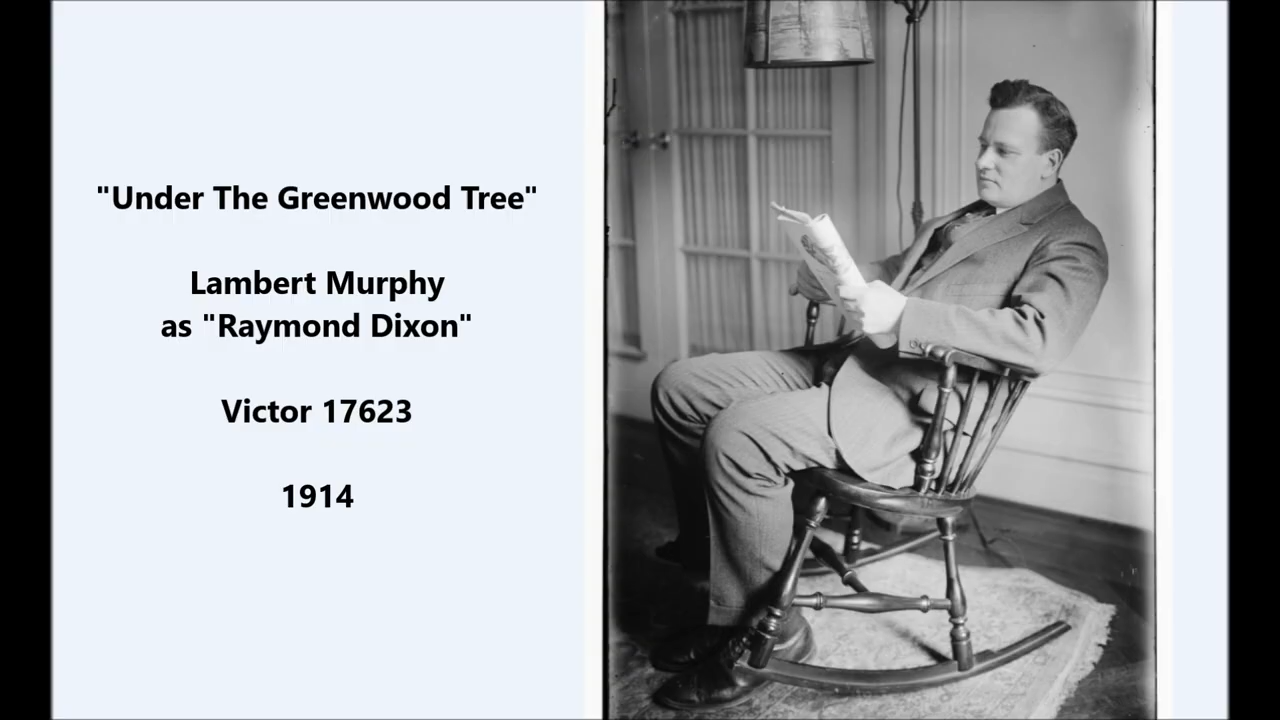 "Under The Greenwood Tree"
Lambert Murphy
as "Raymond Dixon"
Victor 17623
1914